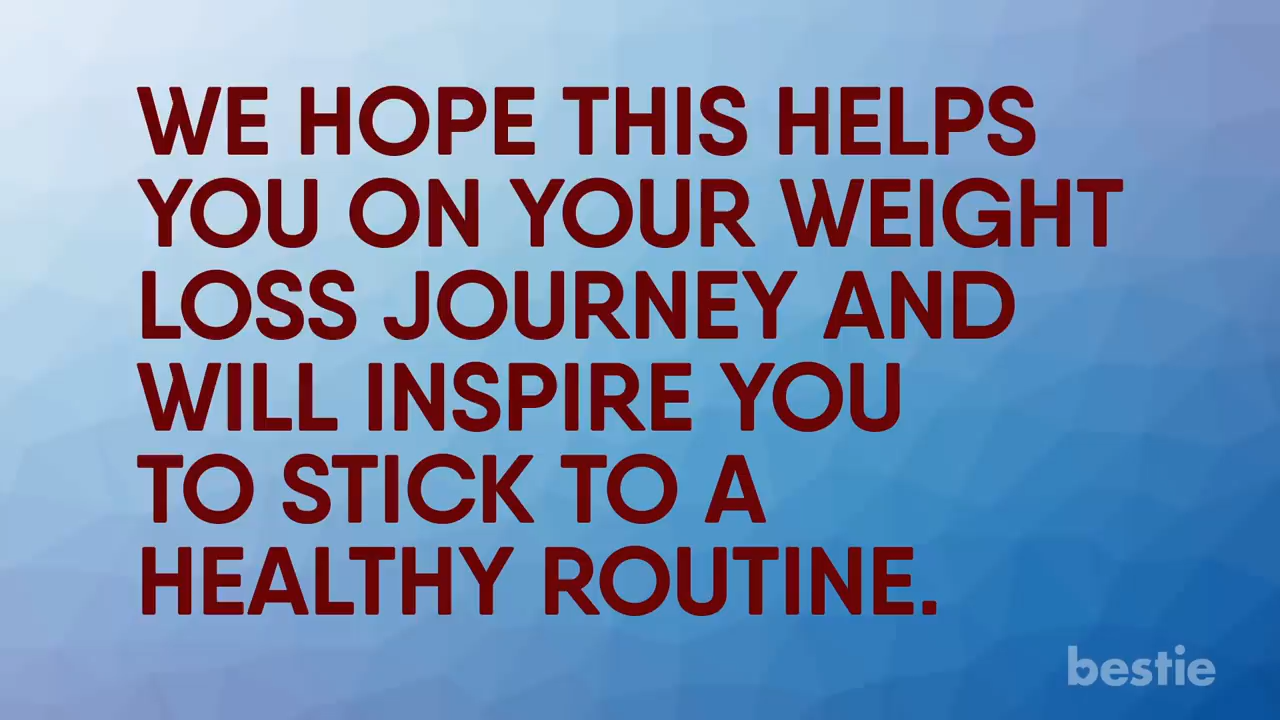 WE HOPE THIS HELPS
YOU ON YOUR WEIGHT
LOSS JOURNEY AND
WILL INSPIRE YOU
TO STICK TO A
HEALTHY ROUTINE.
bestie